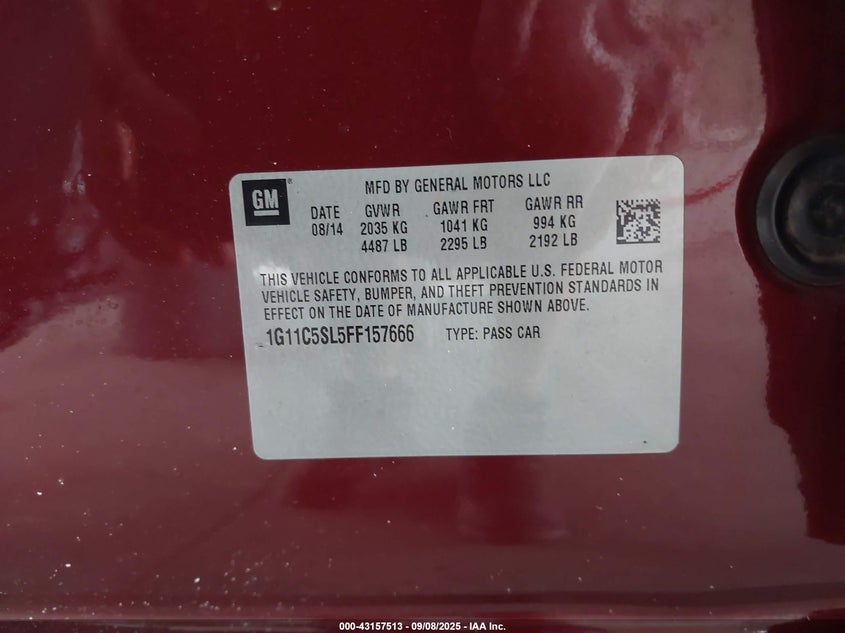 GM®
MFD BY GENERAL MOTORS LLC
DATE GVWR GAWR FRT GAWR RR
08/14 2035 KG 1041 KG 994 KG
4487 LB 2295 LB 2192 LB
THIS VEHICLE CONFORMS TO ALL APPLICABLE U.S. FEDERAL MOTOR
VEHICLE SAFETY, BUMPER, AND THEFT PREVENTION STANDARDS IN
EFFECT ON THE DATE OF MANUFACTURE SHOWN ABOVE.
1G11C5SL5FF157666 TYPE: PASS CAR
000-43157513 - 09/08/2025 - IAA Inc.